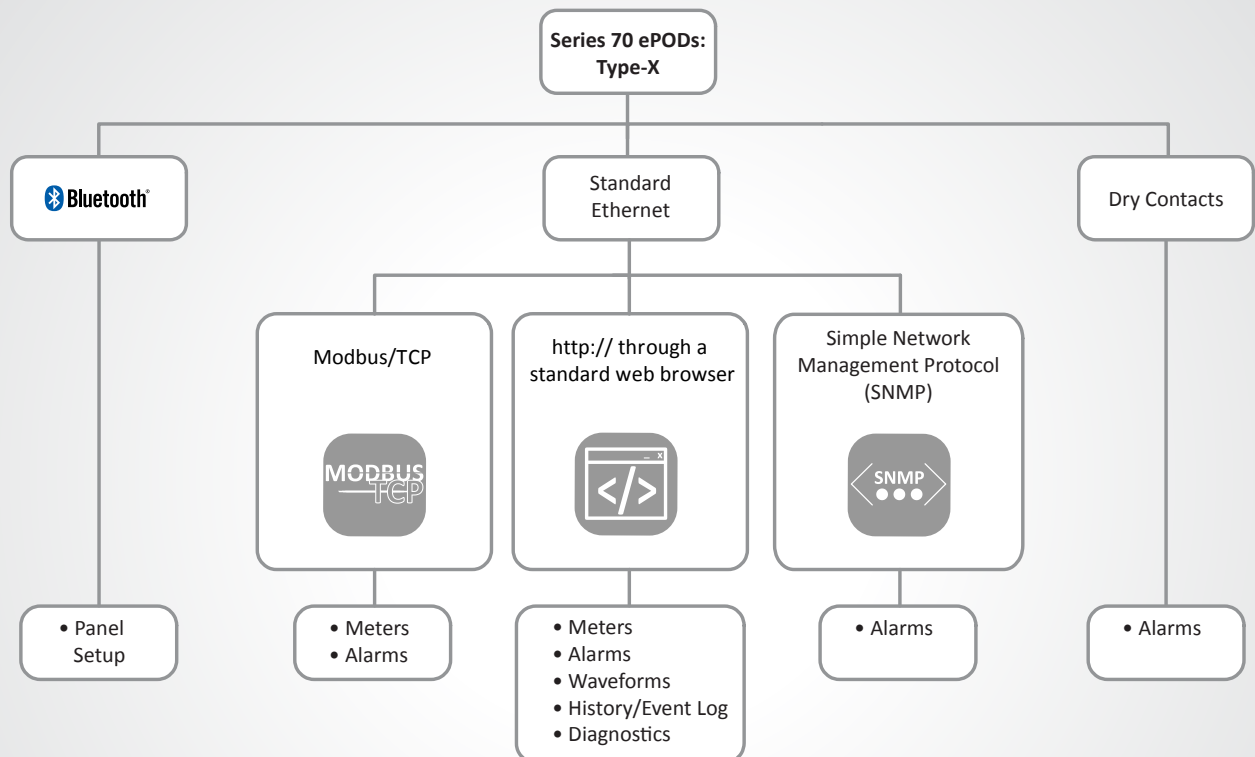 Series 70 ePODs:
Type-X
Bluetooth®
Standard
Ethernet
Dry Contacts
Modbus/TCP
MODBUS
TCP
http:// through a
standard web browser
_ x
</>
Simple Network
Management Protocol
(SNMP)
SNMP
• Panel
Setup
• Meters
• Alarms
• Meters
• Alarms
• Waveforms
• History/Event Log
• Diagnostics
• Alarms
• Alarms